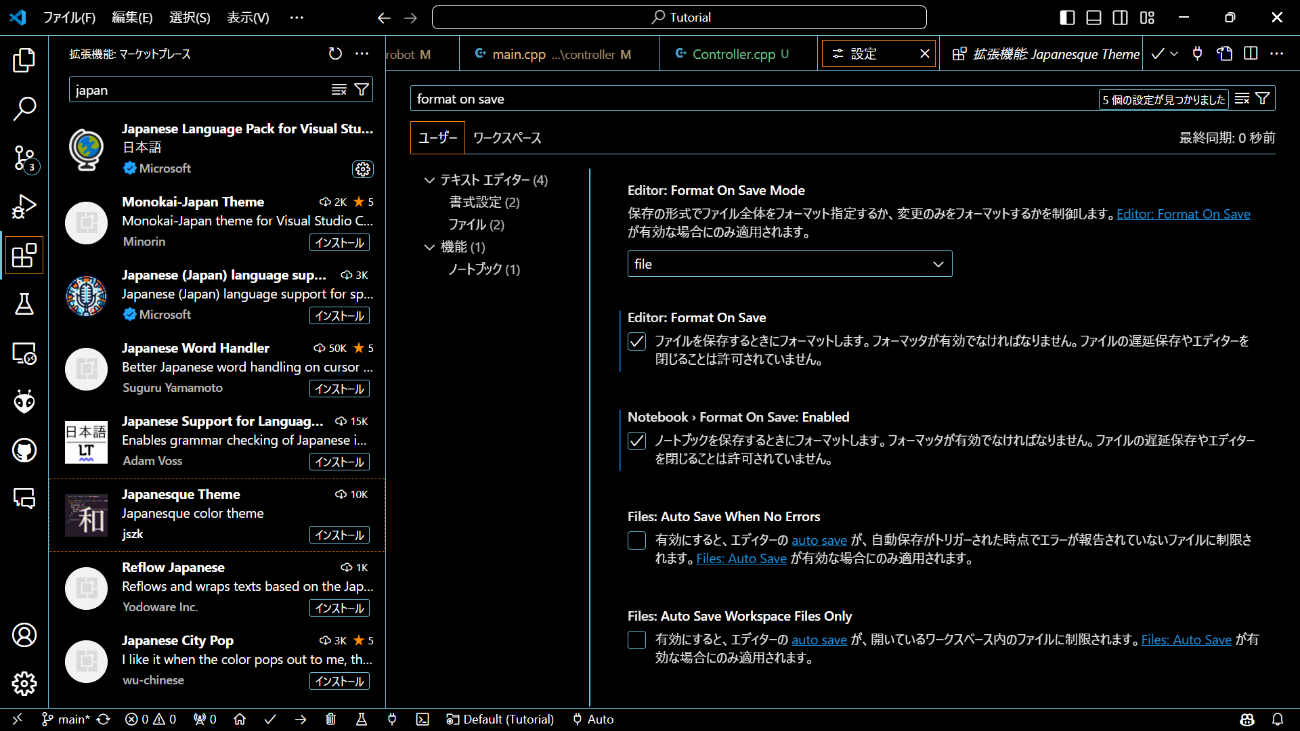 ファイル(F) 編集(E) 選択(S) 表示(V) ··· Tutorial
拡張機能: マーケットプレース
japan
Japanese Language Pack for Visual Stu...
日本語
Microsoft
Monokai-Japan Theme 2K ★ 5
Monokai-Japan theme for Visual Studio C...
Minorin インストール
Japanese (Japan) language sup... 3K
Japanese (Japan) language support for sp...
Microsoft インストール
Japanese Word Handler 50K ★ 5
Better Japanese word handling on cursor ...
Suguru Yamamoto インストール
Japanese Support for Languag... 15K
Enables grammar checking of Japanese i...
Adam Voss インストール
日本語
LT
Japanesque Theme 10K
Japanesque color theme
jszk インストール
和
Reflow Japanese 1K
Reflows and wraps texts based on the Jap...
Yodoware Inc. インストール
Japanese City Pop 3K ★ 5
I like it when the color pops out to me, th...
wu-chinese インストール
robot M main.cpp ...\controller M Controller.cpp U 設定 拡張機能: Japanesque Theme
format on save 5 個の設定が見つかりました
ユーザー ワークスペース 最終同期: 0 秒前
テキスト エディター (4)
書式設定 (2)
ファイル (2)
機能 (1)
ノートブック (1)
Editor: Format On Save Mode
保存の形式でファイル全体をフォーマット指定するか、変更のみをフォーマットするかを制御します。Editor: Format On Save
が有効な場合にのみ適用されます。
file
Editor: Format On Save
ファイルを保存するときにフォーマットします。フォーマッタが有効でなければなりません。ファイルの遅延保存やエディターを
閉じることは許可されていません。
Notebook › Format On Save: Enabled
ノートブックを保存するときにフォーマットします。フォーマッタが有効でなければなりません。ファイルの遅延保存やエディター
を閉じることは許可されていません。
Files: Auto Save When No Errors
有効にすると、エディターの auto save が、自動保存がトリガーされた時点でエラーが報告されていないファイルに制限さ
れます。Files: Auto Save が有効な場合にのみ適用されます。
Files: Auto Save Workspace Files Only
有効にすると、エディターの auto save が、開いているワークスペース内のファイルに制限されます。Files: Auto Save が有
効な場合にのみ適用されます。
3
main* 0 0 0 Default (Tutorial) Auto